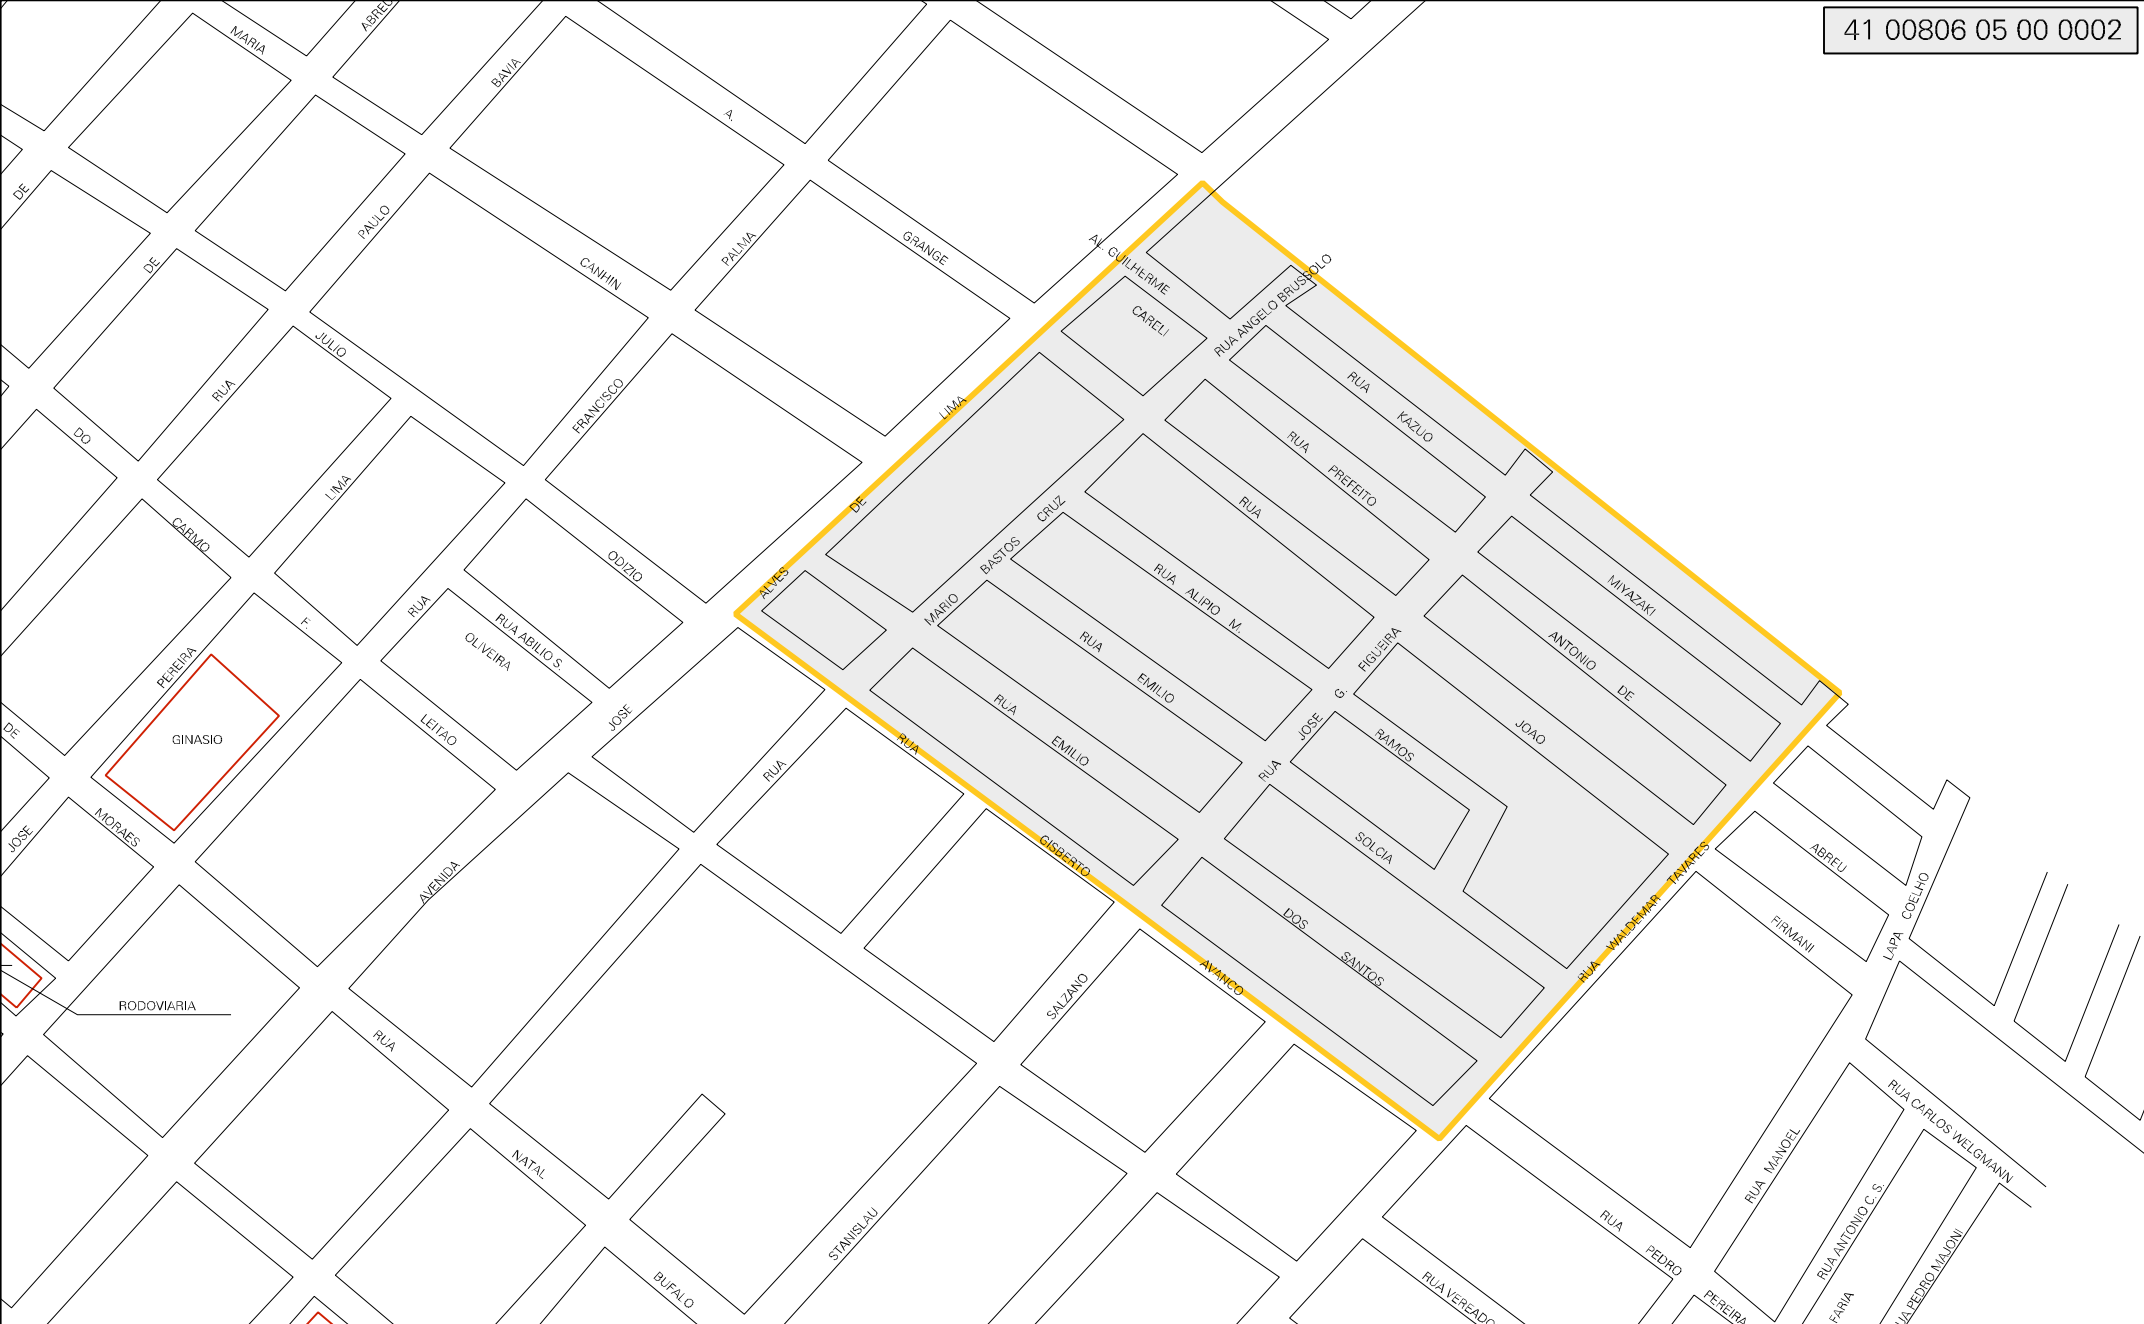 41 00806 05 00 0002
MARIA
ABREU
BAVIA
A.
DE
PAULO
DE
CANHIN
PALMA
GRANGE
AL. GUILHERME
CARELI
RUA ANGELO BRUSSOLO
JULIO
RUA
FRANCISCO
LIMA
RUA
KAZUO
DO
LIMA
CARMO
ODIZIO
DE
RUA
PREFEITO
RUA
CRUZ
BASTOS
MARIO
ALVES
RUA
RUA ABILIO S.
OLIVEIRA
F.
PEREIRA
GINASIO
RUA
ALIPIO
M.
MIYAZAKI
ANTONIO
DE
FIGUEIRA
G.
JOSE
RUA
RUA
EMILIO
RUA
EMILIO
JOAO
RAMOS
JOSE
LEITAO
DE
RUA
RUA
GISBERTO
AVANCO
MORAES
JOSE
AVENIDA
SOLCIA
DOS
SANTOS
TAVARES
WALDEMAR
RUA
ABREU
FIRMANI
COELHO
LAPA
RODOVIARIA
RUA
SALZANO
NATAL
STANISLAU
BUFALO
RUA CARLOS WELGMANN
RUA MANOEL
RUA ANTONIO C. S.
FARIA
UA PEDRO MAJONI
RUA
PEDRO
PEREIRA
RUA VEREADO